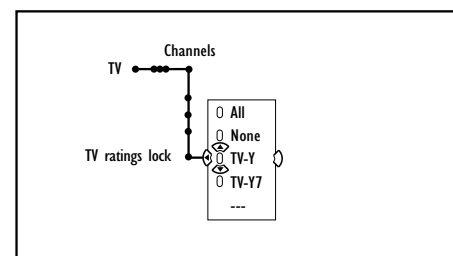 Channels
TV
All
None
TV ratings lock
TV-Y
TV-Y7
---